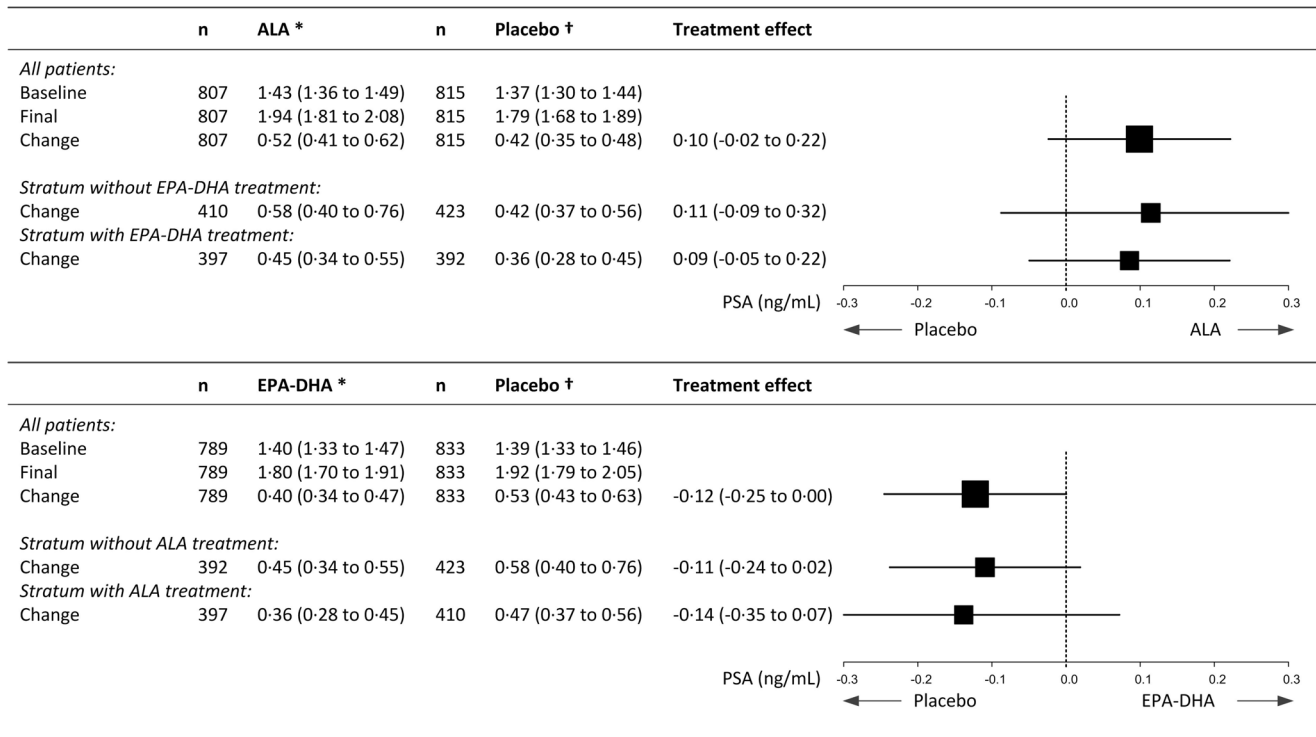 n ALA * n Placebo † Treatment effect
All patients:
Baseline 807 1·43 (1·36 to 1·49) 815 1·37 (1·30 to 1·44)
Final 807 1·94 (1·81 to 2·08) 815 1·79 (1·68 to 1·89)
Change 807 0·52 (0·41 to 0·62) 815 0·42 (0·35 to 0·48) 0·10 (-0·02 to 0·22)
Stratum without EPA-DHA treatment:
Change 410 0·58 (0·40 to 0·76) 423 0·42 (0·37 to 0·56) 0·11 (-0·09 to 0·32)
Stratum with EPA-DHA treatment:
Change 397 0·45 (0·34 to 0·55) 392 0·36 (0·28 to 0·45) 0·09 (-0·05 to 0·22)
PSA (ng/mL) -0.3 -0.2 -0.1 0.0 0.1 0.2 0.3
Placebo ALA
n EPA-DHA * n Placebo † Treatment effect
All patients:
Baseline 789 1·40 (1·33 to 1·47) 833 1·39 (1·33 to 1·46)
Final 789 1·80 (1·70 to 1·91) 833 1·92 (1·79 to 2·05)
Change 789 0·40 (0·34 to 0·47) 833 0·53 (0·43 to 0·63) -0·12 (-0·25 to 0·00)
Stratum without ALA treatment:
Change 392 0·45 (0·34 to 0·55) 423 0·58 (0·40 to 0·76) -0·11 (-0·24 to 0·02)
Stratum with ALA treatment:
Change 397 0·36 (0·28 to 0·45) 410 0·47 (0·37 to 0·56) -0·14 (-0·35 to 0·07)
PSA (ng/mL) -0.3 -0.2 -0.1 0.0 0.1 0.2 0.3
Placebo EPA-DHA